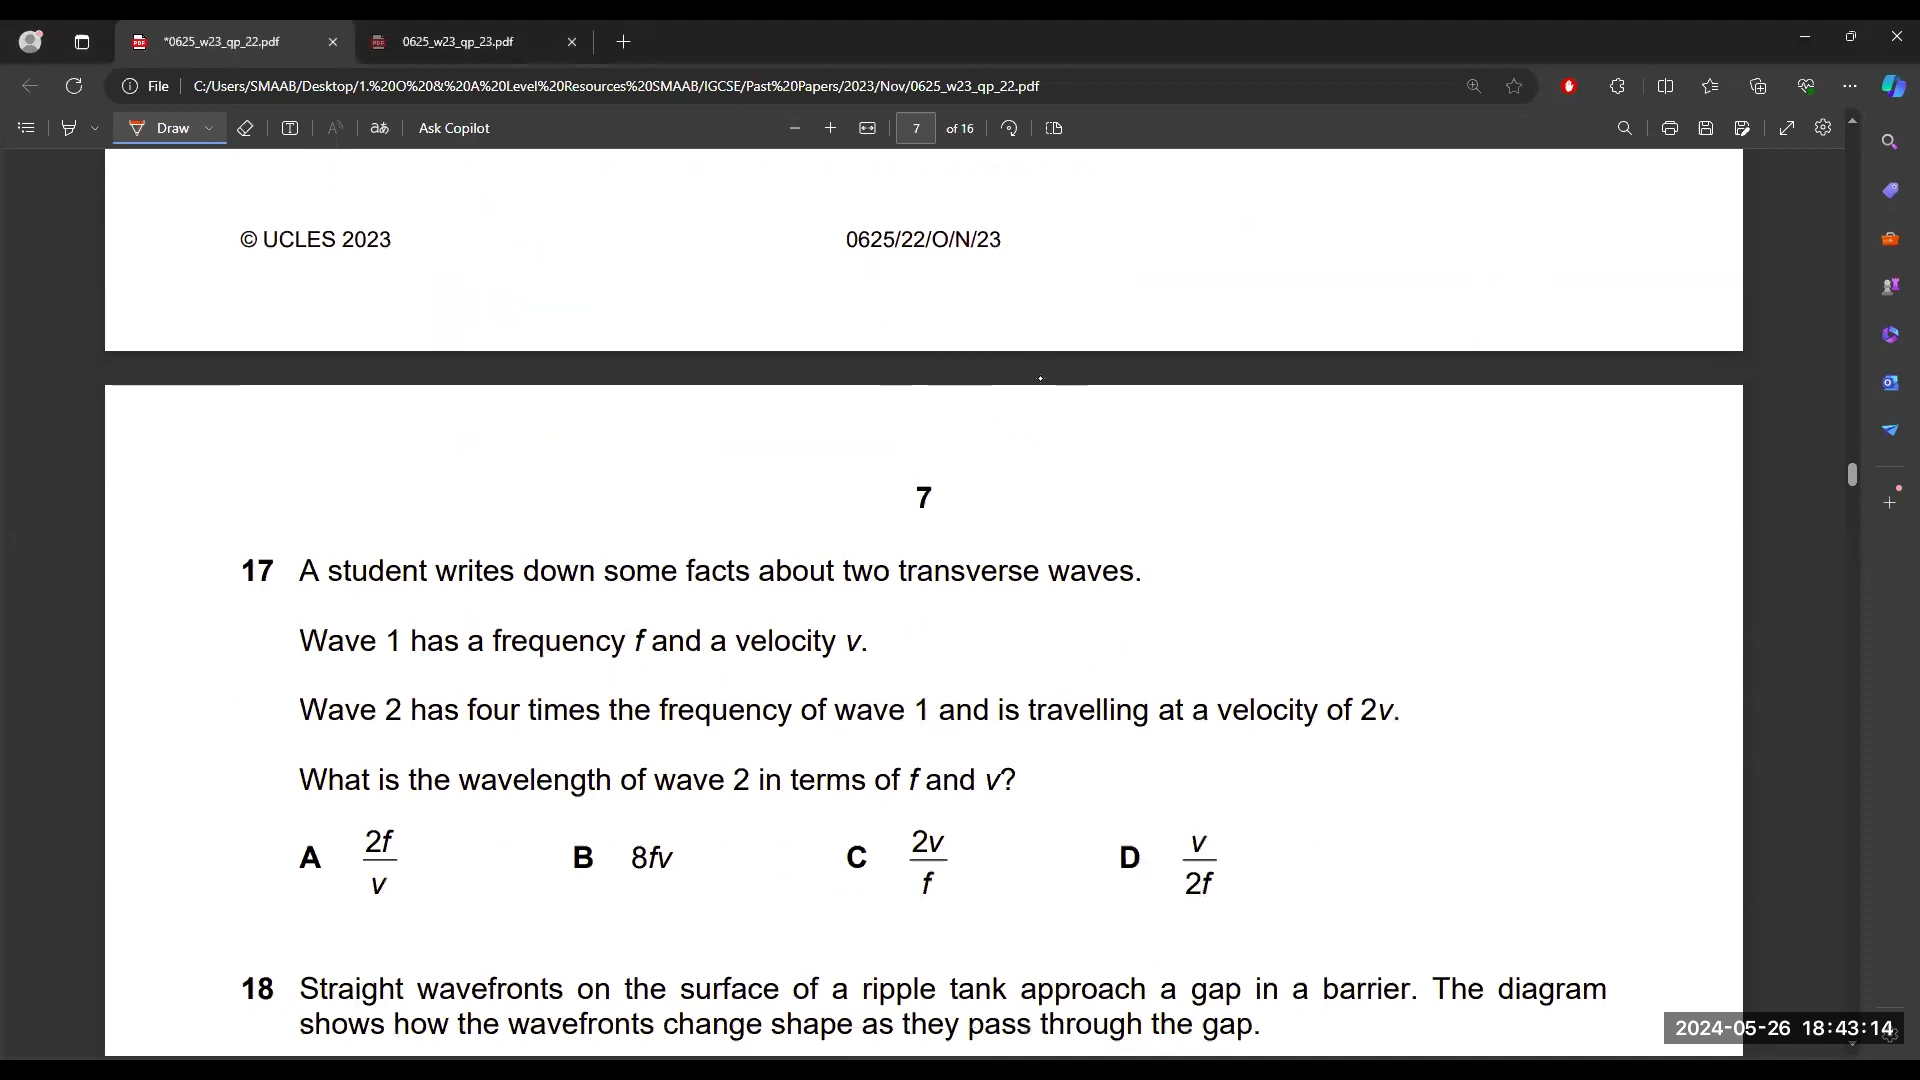 *0625_w23_qp_22.pdf
0625_w23_qp_23.pdf
File
C:/Users/SMAAB/Desktop/1.%20O%20&%20A%20Level%20Resources%20SMAAB/IGCSE/Past%20Papers/2023/Nov/0625_w23_qp_22.pdf
Draw
Ask Copilot
7 of 16
© UCLES 2023
0625/22/O/N/23
7
17 A student writes down some facts about two transverse waves.
Wave 1 has a frequency f and a velocity v.
Wave 2 has four times the frequency of wave 1 and is travelling at a velocity of 2v.
What is the wavelength of wave 2 in terms of f and v?
A 2f/v B 8fv C 2v/f D v/2f
18 Straight wavefronts on the surface of a ripple tank approach a gap in a barrier. The diagram
shows how the wavefronts change shape as they pass through the gap.
2024-05-26 18:43:14